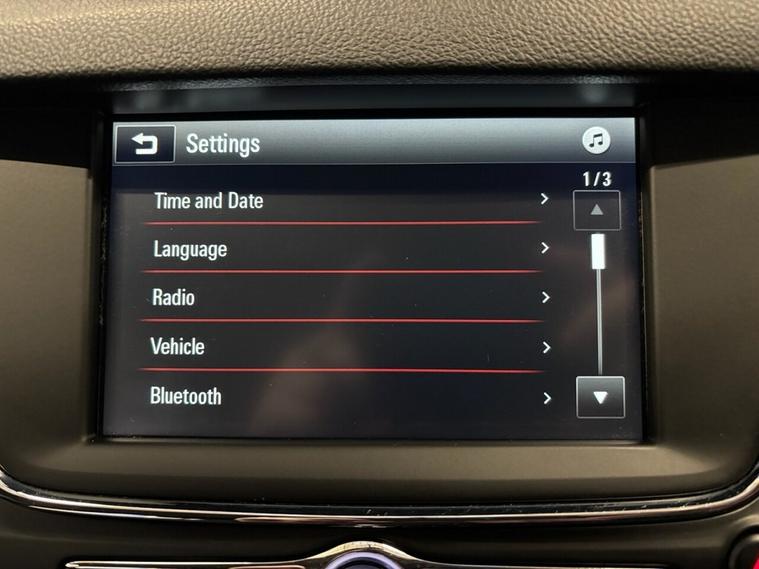 Settings
1/3
Time and Date
Language
Radio
Vehicle
Bluetooth